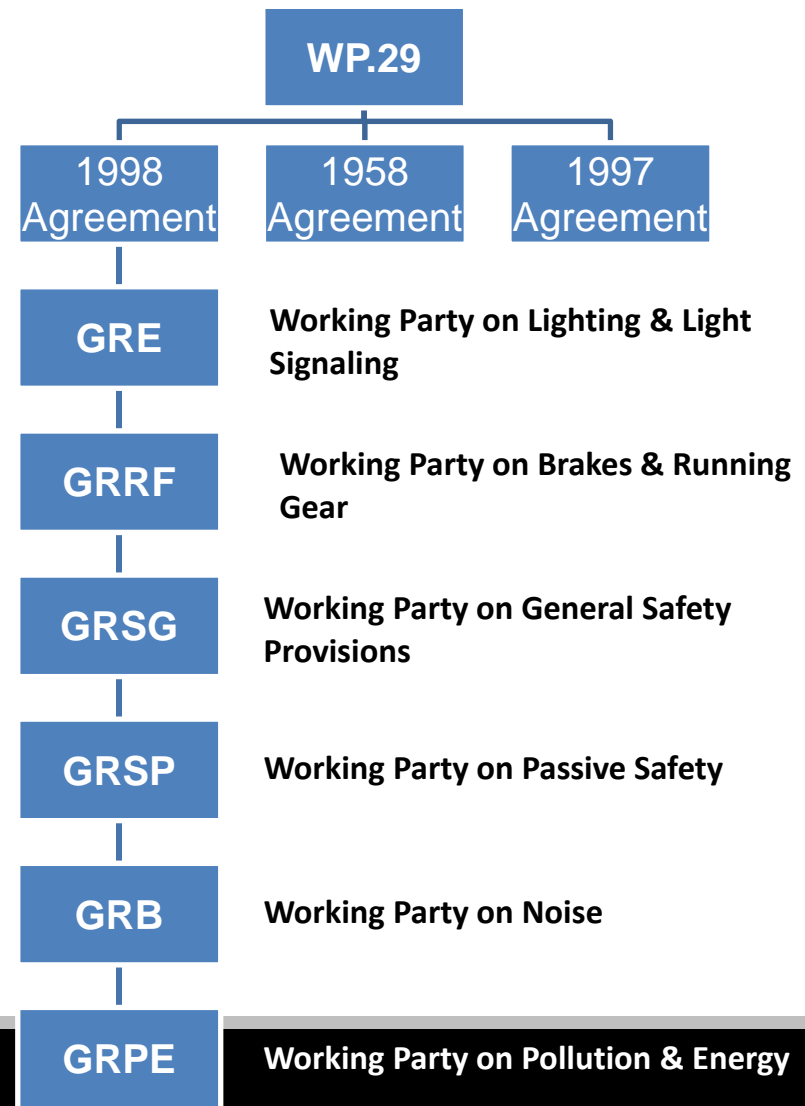 WP.29
1998
Agreement
1958
Agreement
1997
Agreement
GRE
Working Party on Lighting & Light
Signaling
GRRF
Working Party on Brakes & Running
Gear
GRSG
Working Party on General Safety
Provisions
GRSP
Working Party on Passive Safety
GRB
Working Party on Noise
GRPE
Working Party on Pollution & Energy